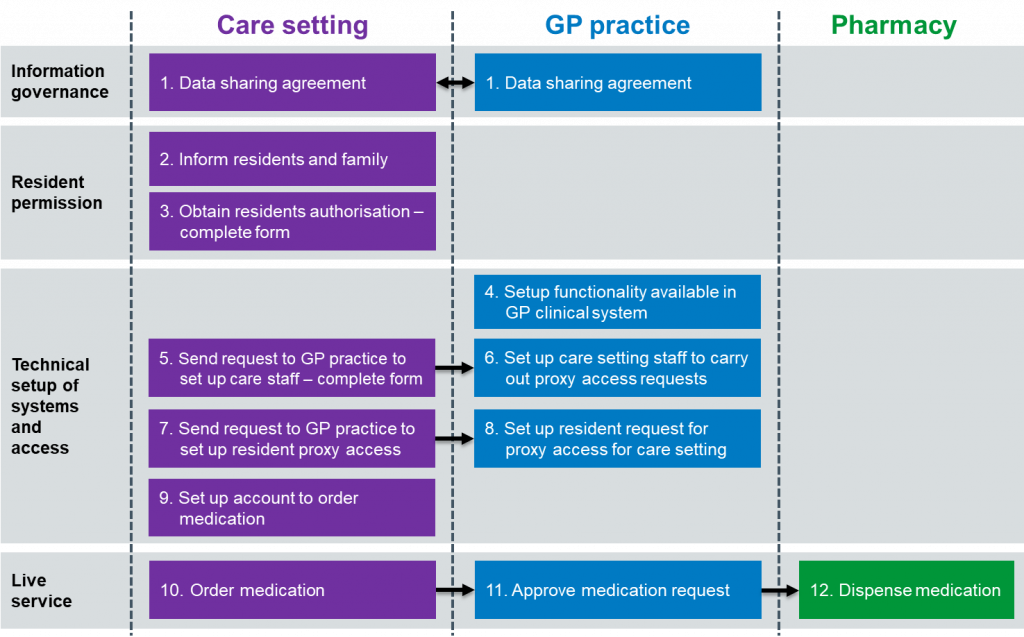 Care setting
GP practice
Pharmacy
Information
governance
1. Data sharing agreement
1. Data sharing agreement
Resident
permission
2. Inform residents and family
3. Obtain residents authorisation –
complete form
Technical
setup of
systems
and
access
4. Setup functionality available in
GP clinical system
5. Send request to GP practice to
set up care staff – complete form
6. Set up care setting staff to carry
out proxy access requests
7. Send request to GP practice to
set up resident proxy access
8. Set up resident request for
proxy access for care setting
9. Set up account to order
medication
Live
service
10. Order medication
11. Approve medication request
12. Dispense medication